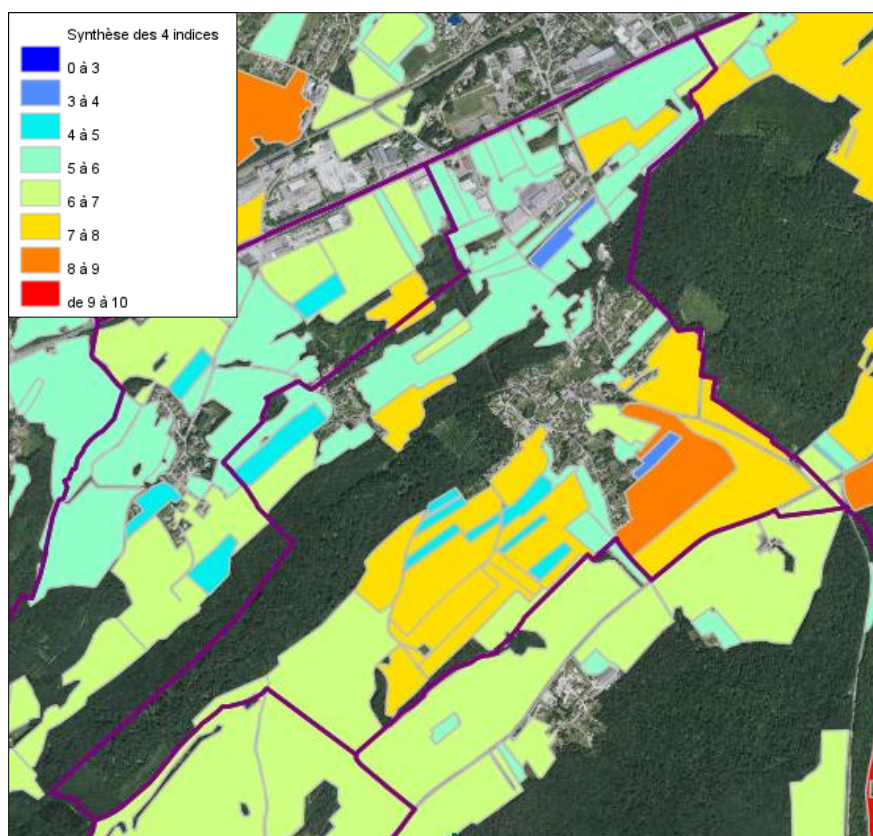 Synthèse des 4 indices
0 à 3
3 à 4
4 à 5
5 à 6
6 à 7
7 à 8
8 à 9
de 9 à 10